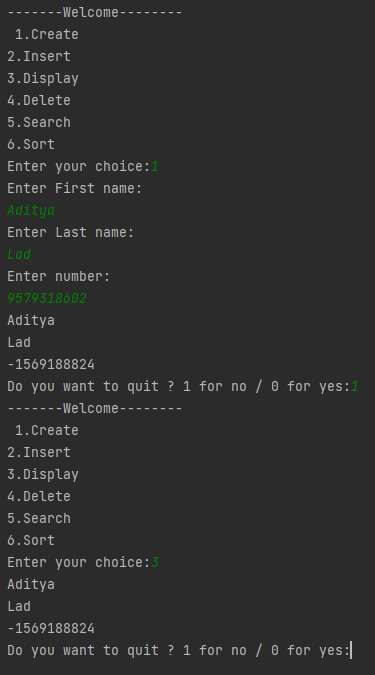 -------Welcome--------
 1.Create
2.Insert
3.Display
4.Delete
5.Search
6.Sort
Enter your choice:1
Enter First name:
Aditya
Enter Last name:
Lad
Enter number:
9579318602
Aditya
Lad
-1569188824
Do you want to quit ? 1 for no / 0 for yes:1
-------Welcome--------
 1.Create
2.Insert
3.Display
4.Delete
5.Search
6.Sort
Enter your choice:3
Aditya
Lad
-1569188824
Do you want to quit ? 1 for no / 0 for yes: